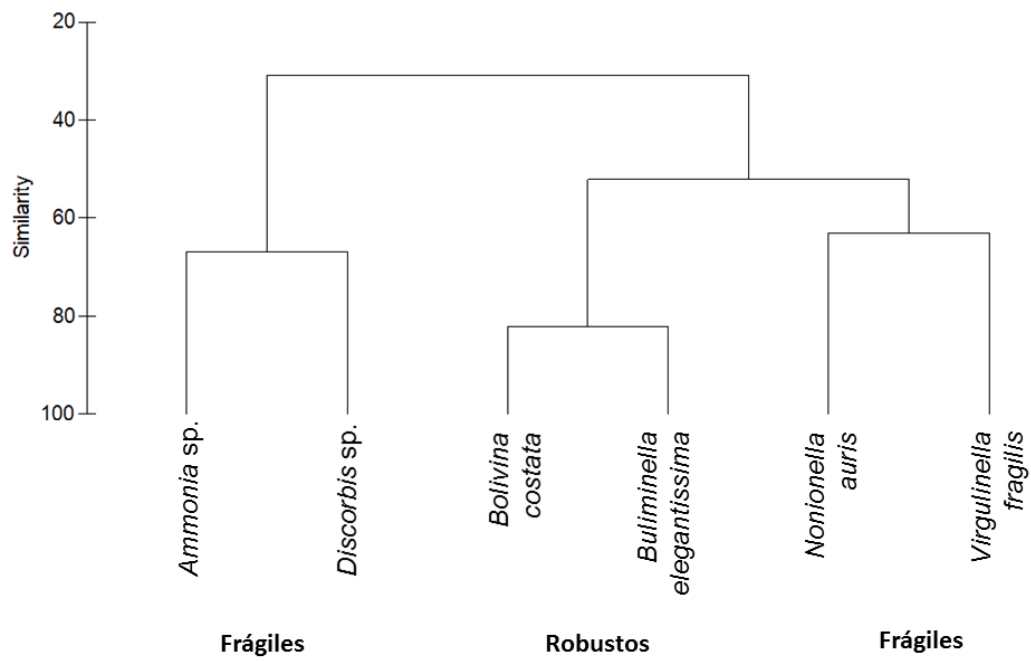 20
40
60
80
100
Similarity
Ammonia sp.
Discorbis sp.
Bolivina
costata
Buliminella
elegantissima
Nonionella
auris
Virgulinella
fragilis
Frágiles
Robustos
Frágiles